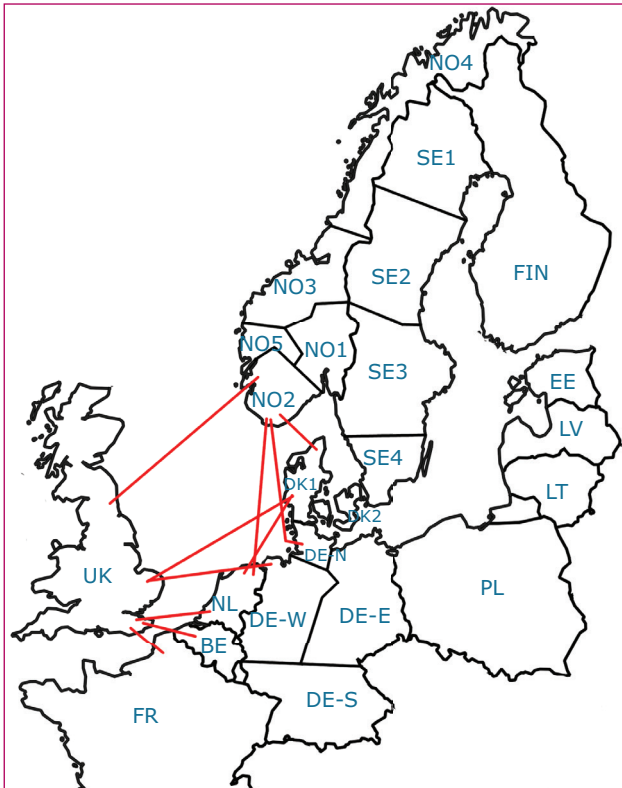 NO4
SE1
FIN
SE2
NO3
NO5
NO1
SE3
EE
NO2
LV
SE4
DK1
LT
DK2
DE-N
UK
PL
NL
DE-W
DE-E
BE
DE-S
FR